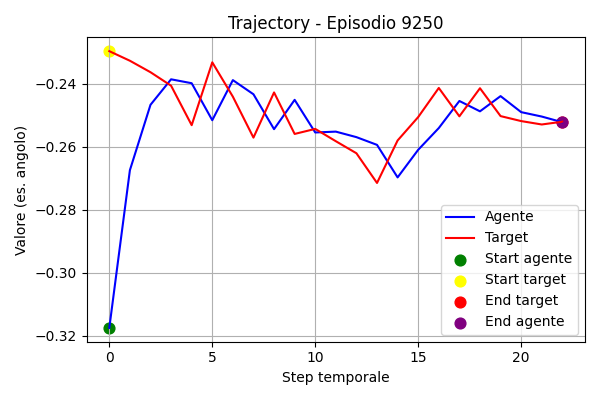 Trajectory - Episodio 9250
Valore (es. angolo)
−0.24
−0.26
−0.28
−0.30
−0.32
0
5
10
15
20
Step temporale
Agente
Target
Start agente
Start target
End target
End agente